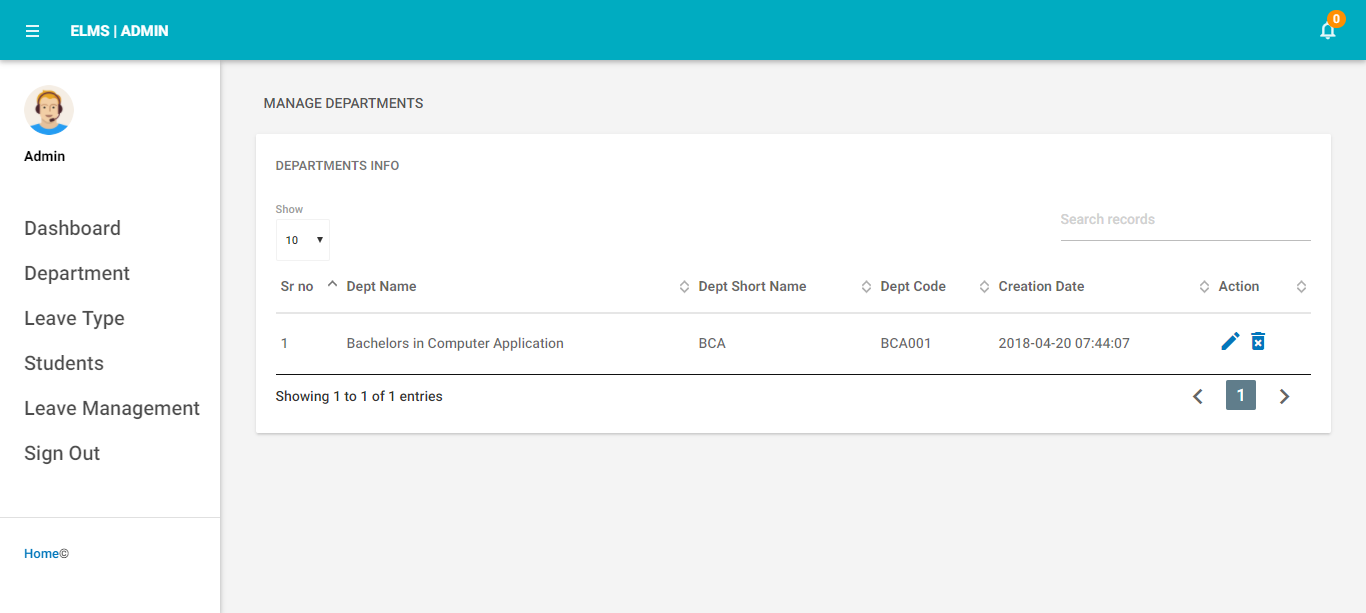 ELMS | ADMIN
0
Admin
Dashboard
Department
Leave Type
Students
Leave Management
Sign Out
Home©
MANAGE DEPARTMENTS
DEPARTMENTS INFO
Show
10
Search records
Sr no Dept Name Dept Short Name Dept Code Creation Date Action
1 Bachelors in Computer Application BCA BCA001 2018-04-20 07:44:07
Showing 1 to 1 of 1 entries
1